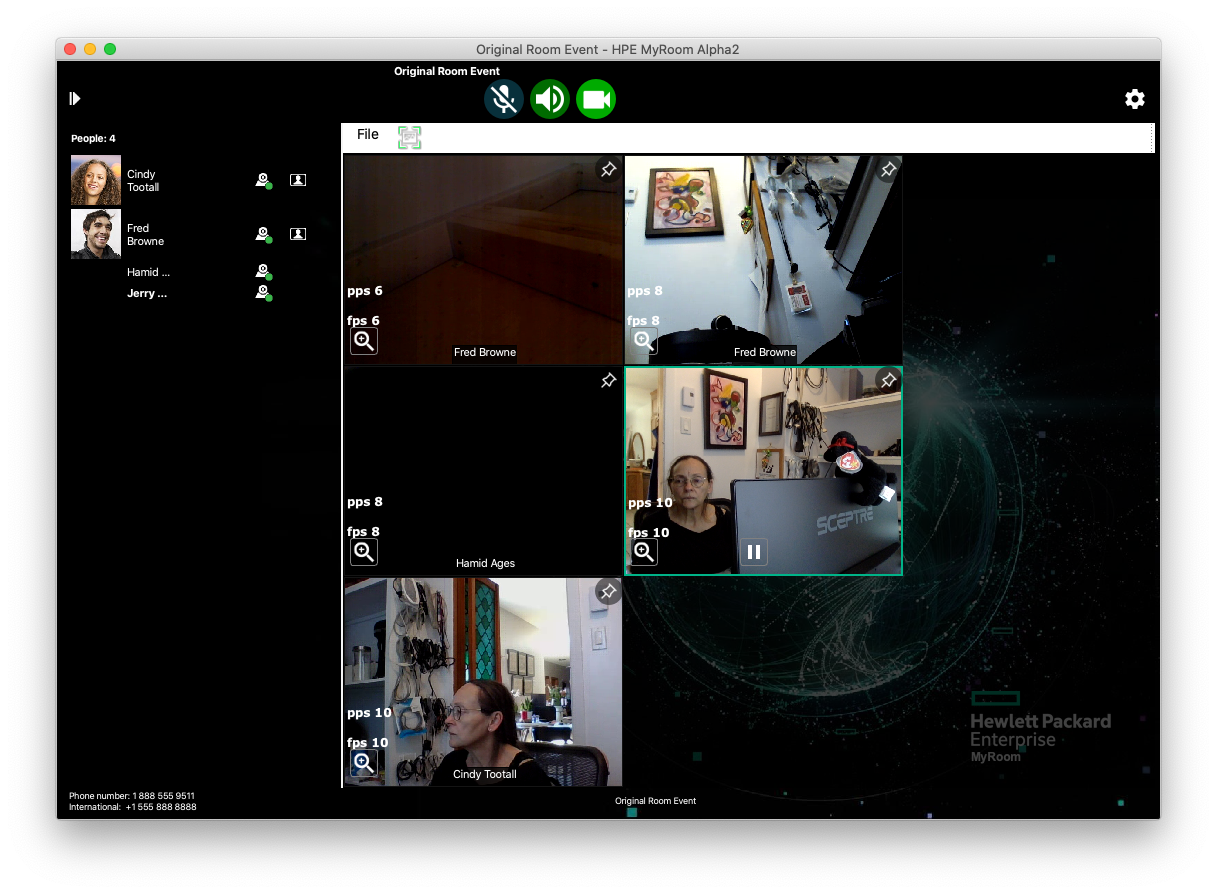 Original Room Event - HPE MyRoom Alpha2
Original Room Event
People: 4
Cindy
Tootall
Fred
Browne
Hamid ...
Jerry ...
File
pps 6
fps 6
Fred Browne
pps 8
fps 8
Fred Browne
pps 8
fps 8
Hamid Ages
pps 10
fps 10
SCEPTRE
pps 10
fps 10
Cindy Tootall
Hewlett Packard
Enterprise
MyRoom
Phone number: 1 888 555 9511
International: +1 555 888 8888
Original Room Event